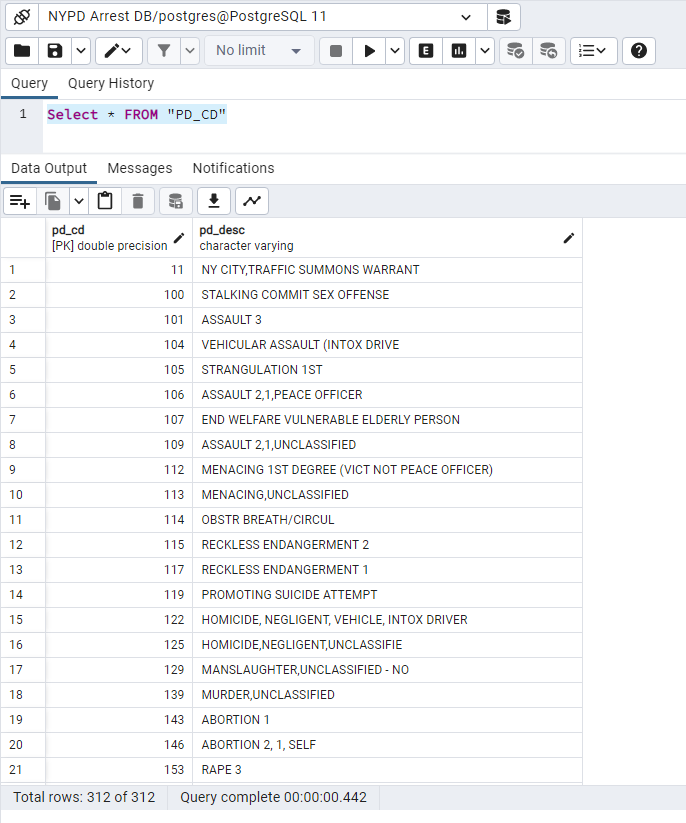 NYPD Arrest DB/postgres@PostgreSQL 11
No limit
E
Query Query History
1 Select * FROM "PD_CD"
Data Output Messages Notifications
pd_cd pd_desc
[PK] double precision character varying
1 11 NY CITY,TRAFFIC SUMMONS WARRANT
2 100 STALKING COMMIT SEX OFFENSE
3 101 ASSAULT 3
4 104 VEHICULAR ASSAULT (INTOX DRIVE
5 105 STRANGULATION 1ST
6 106 ASSAULT 2,1,PEACE OFFICER
7 107 END WELFARE VULNERABLE ELDERLY PERSON
8 109 ASSAULT 2,1,UNCLASSIFIED
9 112 MENACING 1ST DEGREE (VICT NOT PEACE OFFICER)
10 113 MENACING,UNCLASSIFIED
11 114 OBSTR BREATH/CIRCUL
12 115 RECKLESS ENDANGERMENT 2
13 117 RECKLESS ENDANGERMENT 1
14 119 PROMOTING SUICIDE ATTEMPT
15 122 HOMICIDE, NEGLIGENT, VEHICLE, INTOX DRIVER
16 125 HOMICIDE,NEGLIGENT,UNCLASSIFIE
17 129 MANSLAUGHTER,UNCLASSIFIED - NO
18 139 MURDER,UNCLASSIFIED
19 143 ABORTION 1
20 146 ABORTION 2, 1, SELF
21 153 RAPE 3
Total rows: 312 of 312 Query complete 00:00:00.442